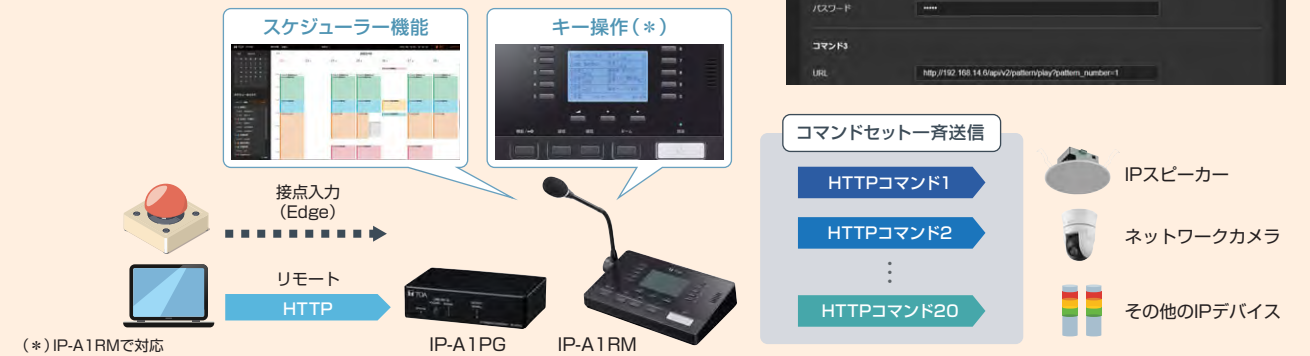 スケジューラー機能
キー操作（＊）
パスワード
•••••
コマンド3
URL
http://192.168.14.6/api/v2/pattern/play?pattern_number=1
接点入力
（Edge）
リモート
HTTP
TOA
IP-A1PG
IP-A1RM
（＊）IP-A1RMで対応
コマンドセット一斉送信
HTTPコマンド1
HTTPコマンド2
HTTPコマンド20
IPスピーカー
ネットワークカメラ
その他のIPデバイス